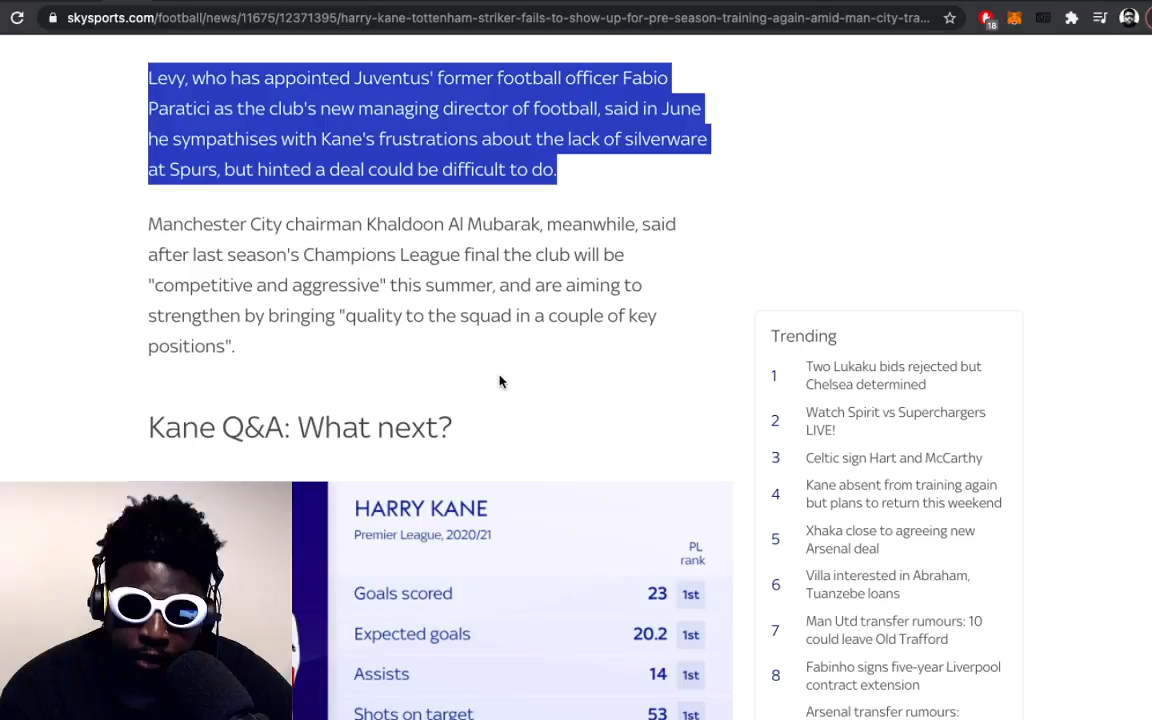 skysports.com/football/news/11675/12371395/harry-kane-tottenham-striker-fails-to-show-up-for-pre-season-training-again-amid-man-city-tra...
18
Levy, who has appointed Juventus' former football officer Fabio
Paratici as the club's new managing director of football, said in June
he sympathises with Kane's frustrations about the lack of silverware
at Spurs, but hinted a deal could be difficult to do.
Manchester City chairman Khaldoon Al Mubarak, meanwhile, said
after last season's Champions League final the club will be
"competitive and aggressive" this summer, and are aiming to
strengthen by bringing "quality to the squad in a couple of key
positions".
Kane Q&A: What next?
HARRY KANE
Premier League, 2020/21
PL
rank
Goals scored 23 1st
Expected goals 20.2 1st
Assists 14 1st
Shots on target 53 1st
Trending
1 Two Lukaku bids rejected but
Chelsea determined
2 Watch Spirit vs Superchargers
LIVE!
3 Celtic sign Hart and McCarthy
4 Kane absent from training again
but plans to return this weekend
5 Xhaka close to agreeing new
Arsenal deal
6 Villa interested in Abraham,
Tuanzebe loans
7 Man Utd transfer rumours: 10
could leave Old Trafford
8 Fabinho signs five-year Liverpool
contract extension
Arsenal transfer rumours: